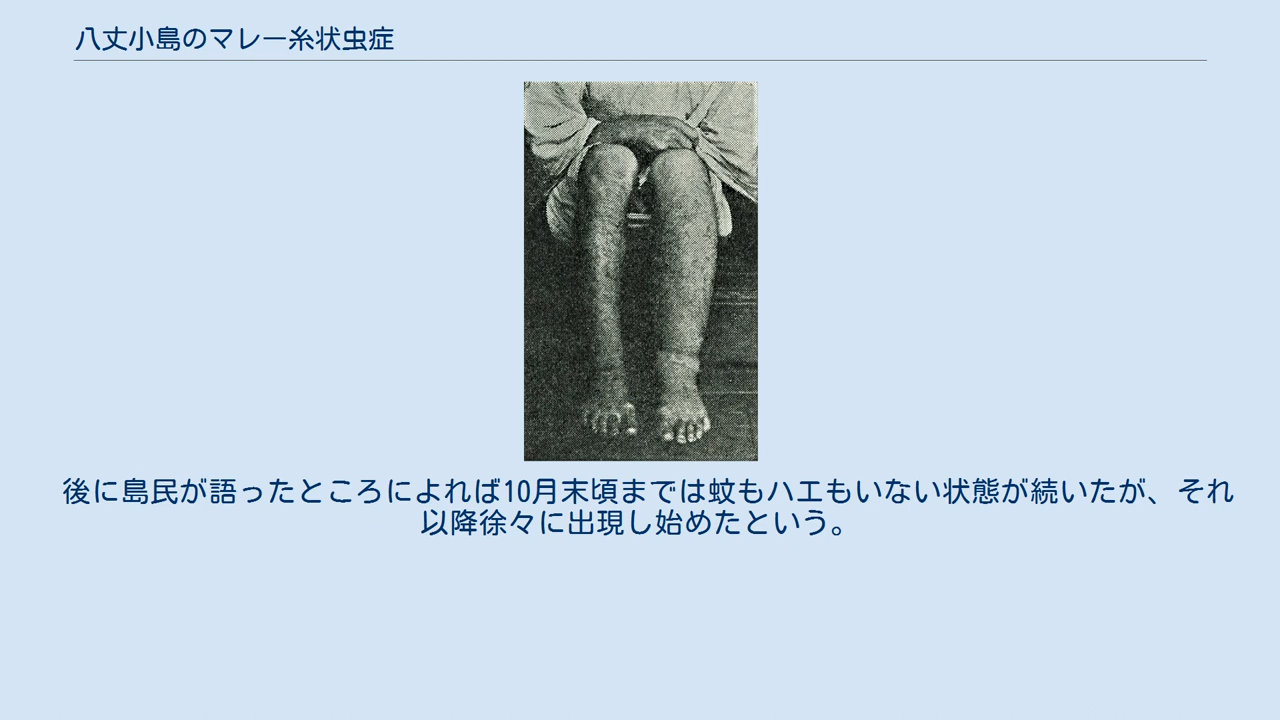 八丈小島のマレー糸状虫症
後に島民が語ったところによれば10月末頃までは蚊もハエもいない状態が続いたが、それ
以降徐々に出現し始めたという。